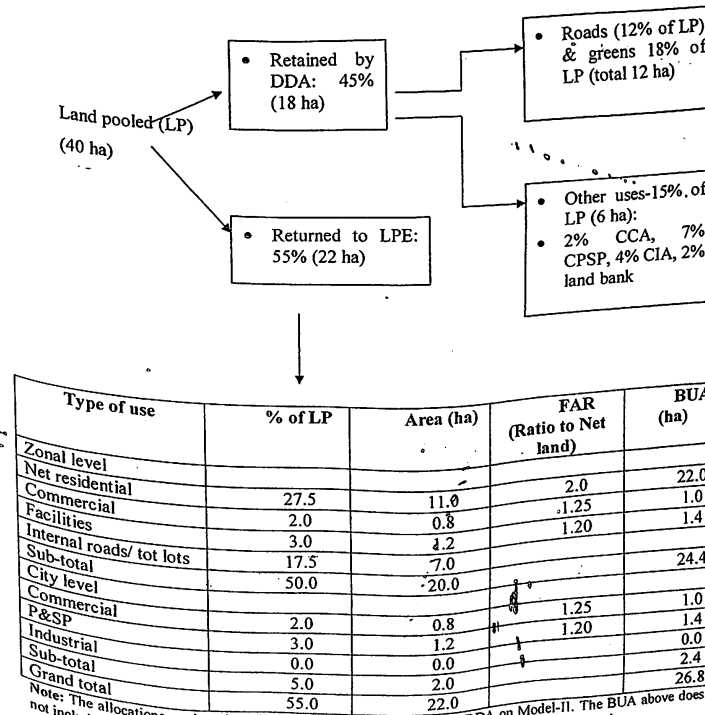 • Roads (12% of LP)
& greens 18% of
LP (total 12 ha)
• Retained by
DDA: 45%
(18 ha)
Land pooled (LP)
(40 ha)
• Other uses-15% of
LP (6 ha):
• 2% CCA, 7%
CPSP, 4% CIA, 2%
land bank
• Returned to LPE:
55% (22 ha)
Type of use % of LP Area (ha) FAR (Ratio to Net land) BUA (ha)
Zonal level
Net residential 27.5 11.0 2.0 22.0
Commercial 2.0 0.8 1.25 1.0
Facilities 3.0 1.2 1.20 1.4
Internal roads/ tot lots 17.5 7.0
Sub-total 50.0 20.0 24.4
City level
Commercial 2.0 0.8 1.25 1.0
P&SP 3.0 1.2 1.20 1.4
Industrial 0.0 0.0 0.0
Sub-total 5.0 2.0 2.4
Grand total 55.0 22.0 26.8
Note: The DDA on Model-II. The BUA above does
not